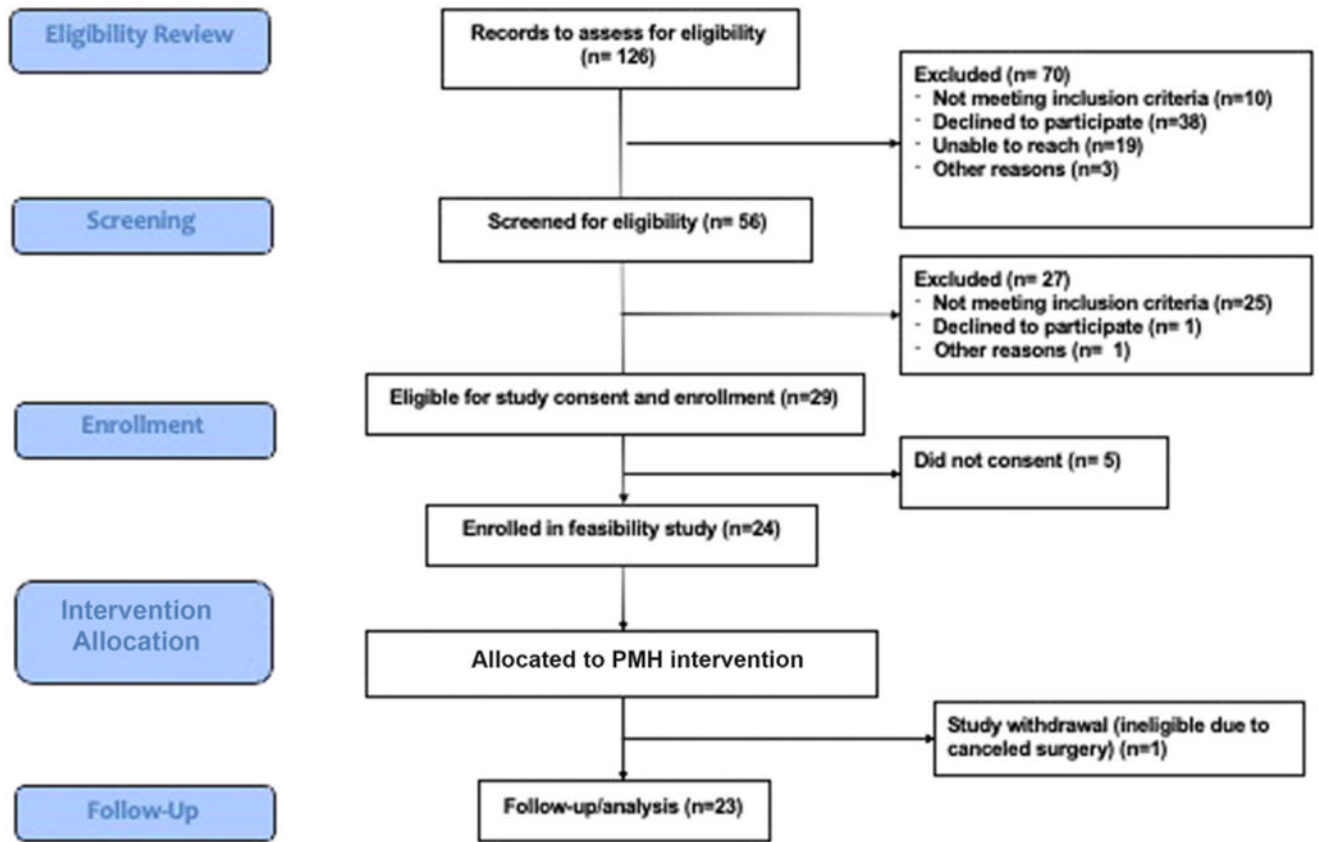 Eligibility Review
Records to assess for eligibility
(n= 126)
Excluded (n= 70)
- Not meeting inclusion criteria (n=10)
- Declined to participate (n=38)
- Unable to reach (n=19)
- Other reasons (n=3)
Screening
Screened for eligibility (n= 56)
Excluded (n= 27)
- Not meeting inclusion criteria (n=25)
- Declined to participate (n= 1)
- Other reasons (n= 1)
Enrollment
Eligible for study consent and enrollment (n=29)
Did not consent (n= 5)
Enrolled in feasibility study (n=24)
Intervention
Allocation
Allocated to PMH intervention
Study withdrawal (ineligible due to
canceled surgery) (n=1)
Follow-Up
Follow-up/analysis (n=23)